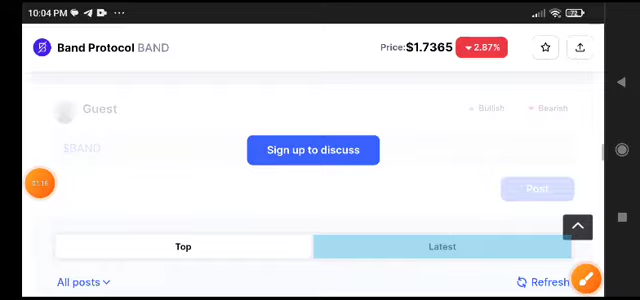 10:04 PM
72
Band Protocol BAND
Price:$1.7365 2.87%
Guest
Bullish
Bearish
$BAND
Sign up to discuss
Post
Top
Latest
All posts
Refresh